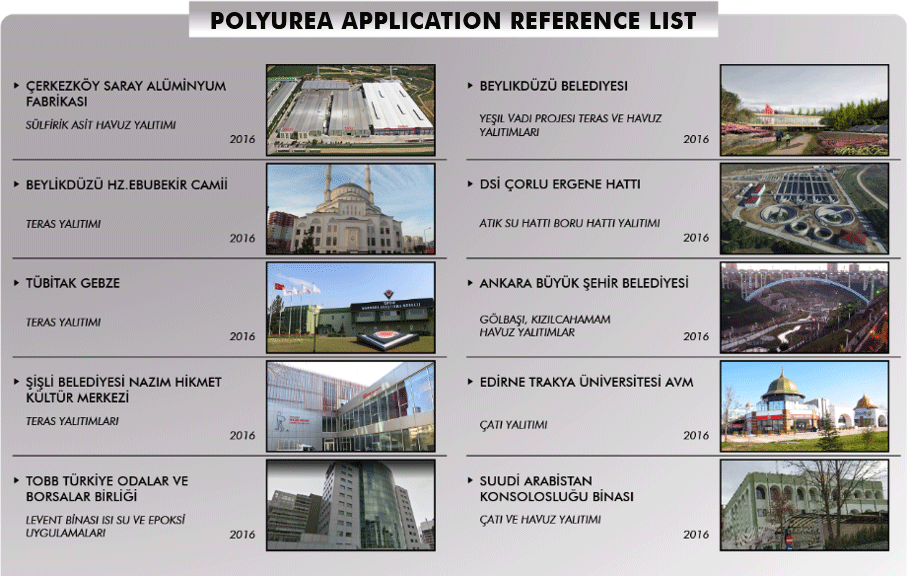 POLYUREA APPLICATION REFERENCE LIST
ÇERKEZKÖY SARAY ALÜMİNYUM
FABRİKASI
SÜLFİRİK ASİT HAVUZ YALITIMI
2016
BEYLİKDÜZÜ HZ.EBUBEKİR CAMİİ
TERAS YALITIMI
2016
TÜBİTAK GEBZE
TERAS YALITIMI
2016
ŞİŞLİ BELEDİYESİ NAZIM HİKMET
KÜLTÜR MERKEZİ
TERAS YALITIMLARI
2016
TOBB TÜRKİYE ODALAR VE
BORSALAR BİRLİĞİ
LEVENT BİNASI ISI SU VE EPOKSİ
UYGULAMALARI
2016
BEYLIKDÜZÜ BELEDİYESI
YEŞIL VADI PROJESI TERAS VE HAVUZ
YALITIMLARı
2016
DSİ ÇORLU ERGENE HATTI
ATIK SU HATTI BORU HATTI YALITIMI
2016
ANKARA BÜYÜK ŞEHİR BELEDİYESİ
GÖLBAŞI, KIZILCAHAMAM
HAVUZ YALITIMLAR
2016
EDİRNE TRAKYA ÜNİVERSİTESİ AVM
ÇATI YALITIMI
2016
SUUDİ ARABİSTAN
KONSOLOSLUĞU BİNASI
ÇATI VE HAVUZ YALITIMI
2016